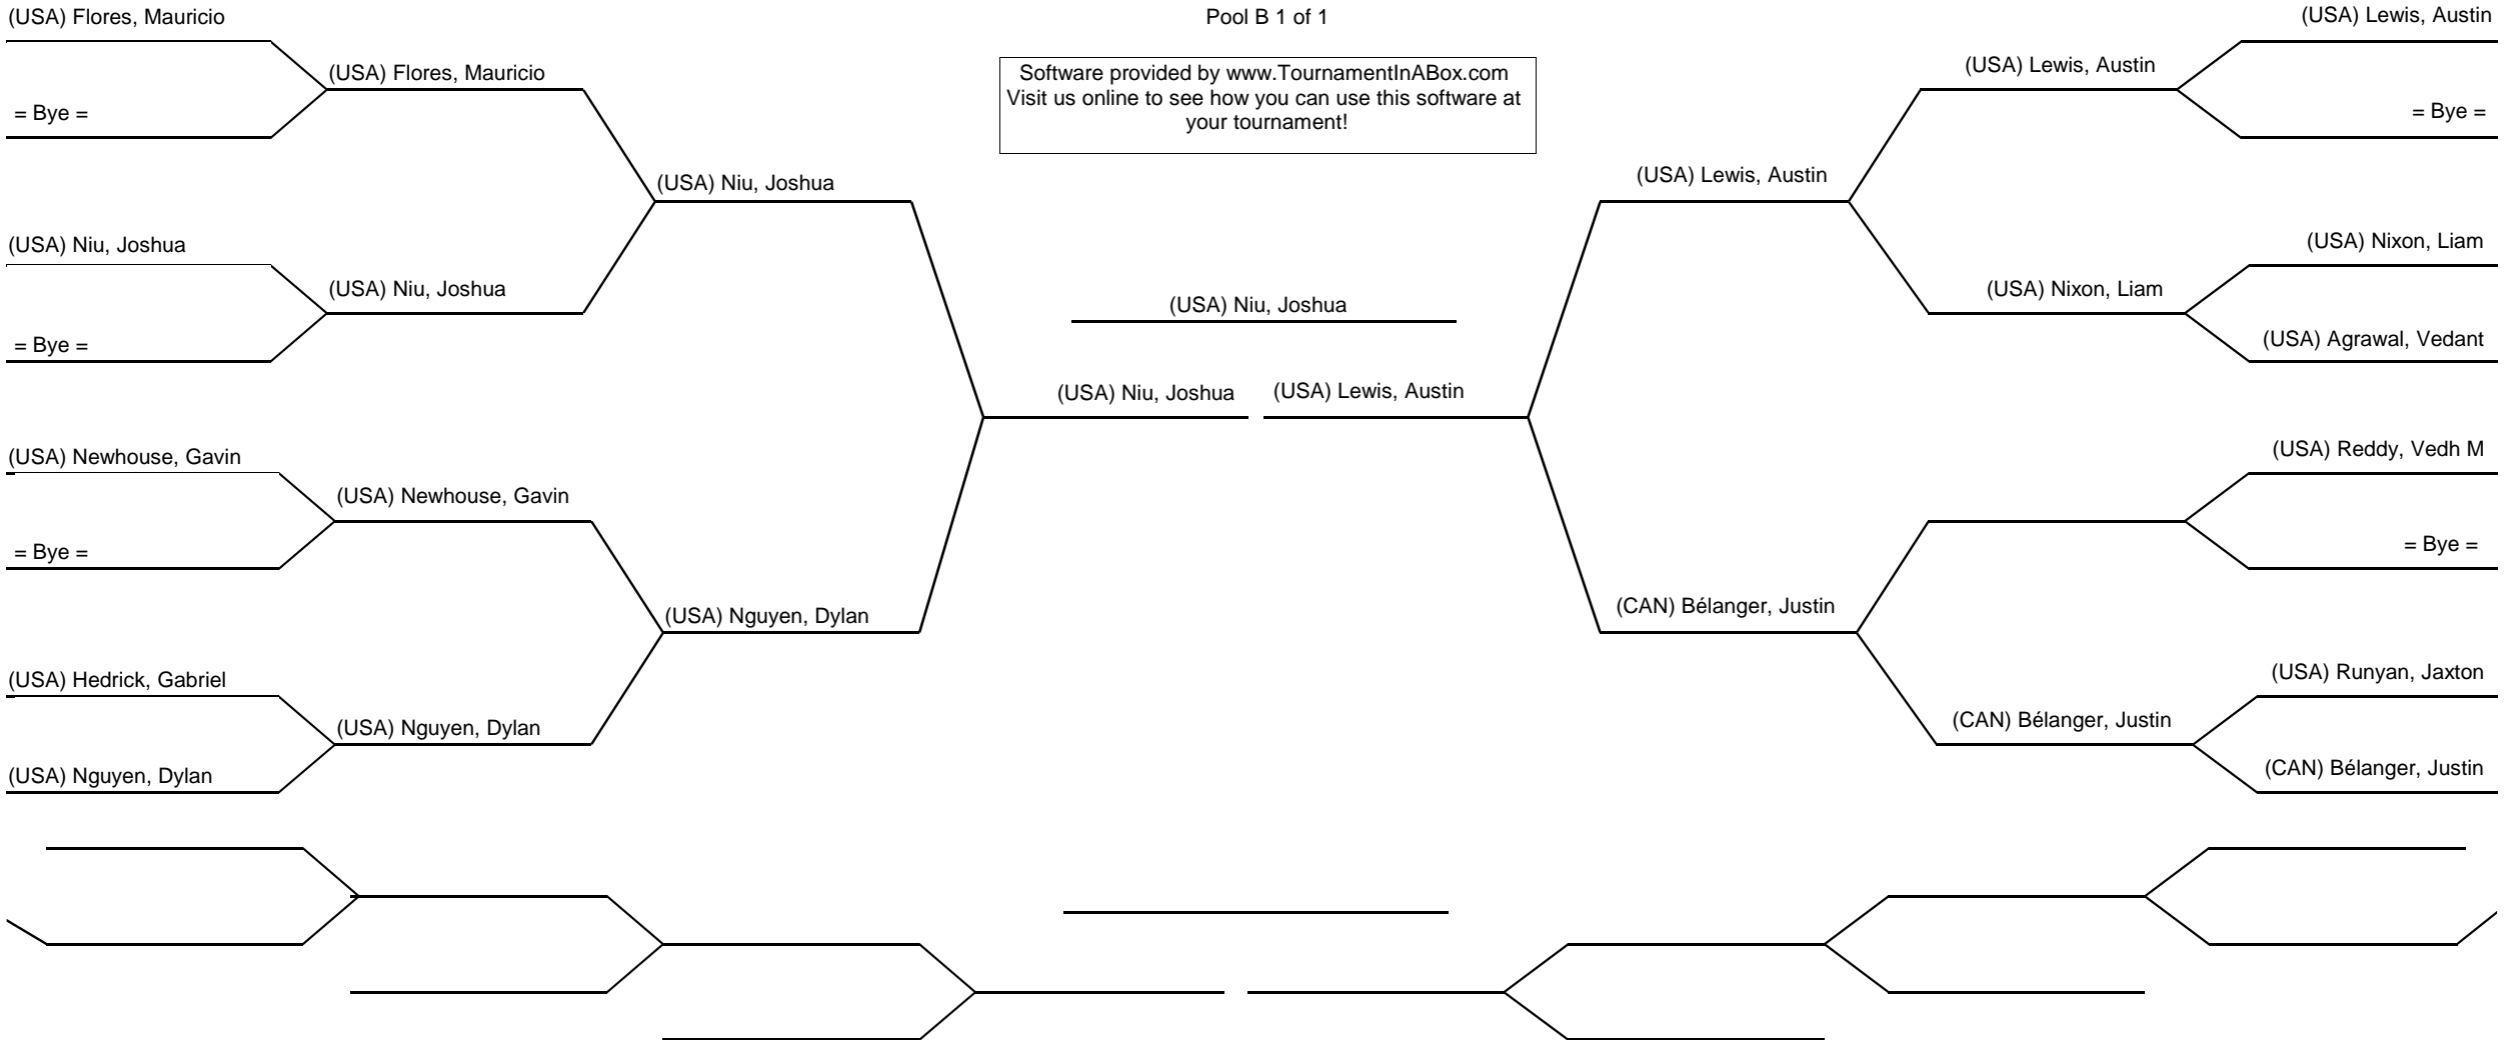 (USA) Flores, Mauricio
= Bye =
(USA) Niu, Joshua
= Bye =
(USA) Newhouse, Gavin
= Bye =
(USA) Hedrick, Gabriel
(USA) Nguyen, Dylan
(USA) Flores, Mauricio
(USA) Niu, Joshua
(USA) Newhouse, Gavin
(USA) Nguyen, Dylan
(USA) Niu, Joshua
(USA) Nguyen, Dylan
Pool B 1 of 1
Software provided by www.TournamentInABox.com
Visit us online to see how you can use this software at
your tournament!
(USA) Niu, Joshua
(USA) Niu, Joshua
(USA) Lewis, Austin
(USA) Lewis, Austin
(CAN) Bélanger, Justin
(USA) Lewis, Austin
(USA) Nixon, Liam
(CAN) Bélanger, Justin
(USA) Lewis, Austin
= Bye =
(USA) Nixon, Liam
(USA) Agrawal, Vedant
(USA) Reddy, Vedh M
= Bye =
(USA) Runyan, Jaxton
(CAN) Bélanger, Justin